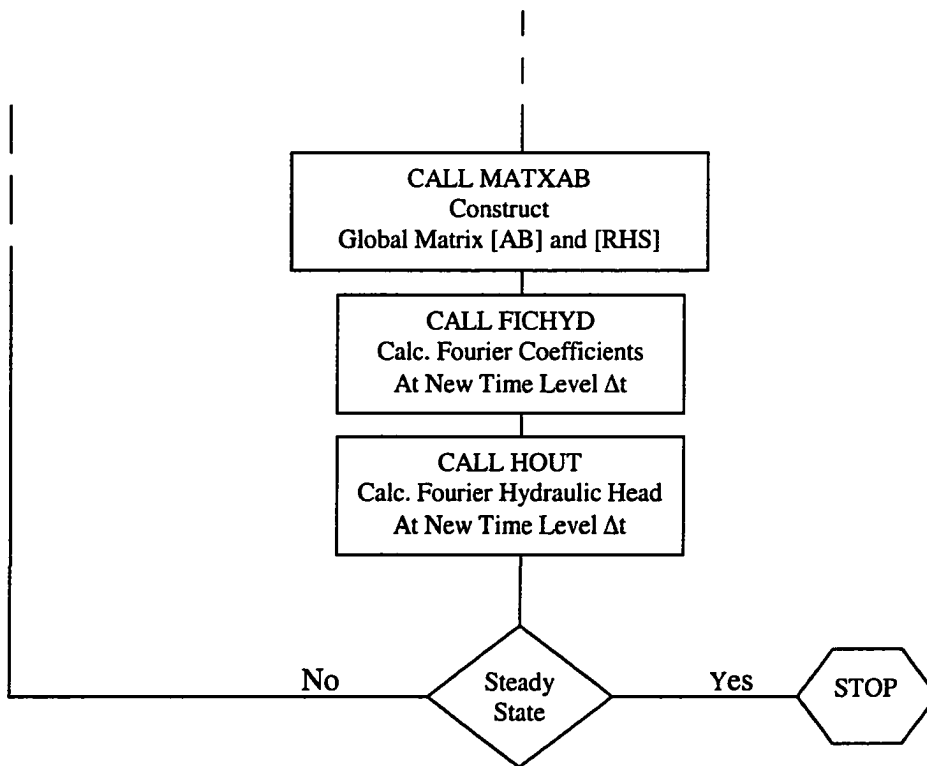 CALL MATXAB
Construct
Global Matrix [AB] and [RHS]
CALL FICHYD
Calc. Fourier Coefficients
At New Time Level Δt
CALL HOUT
Calc. Fourier Hydraulic Head
At New Time Level Δt
No
Steady
State
Yes
STOP